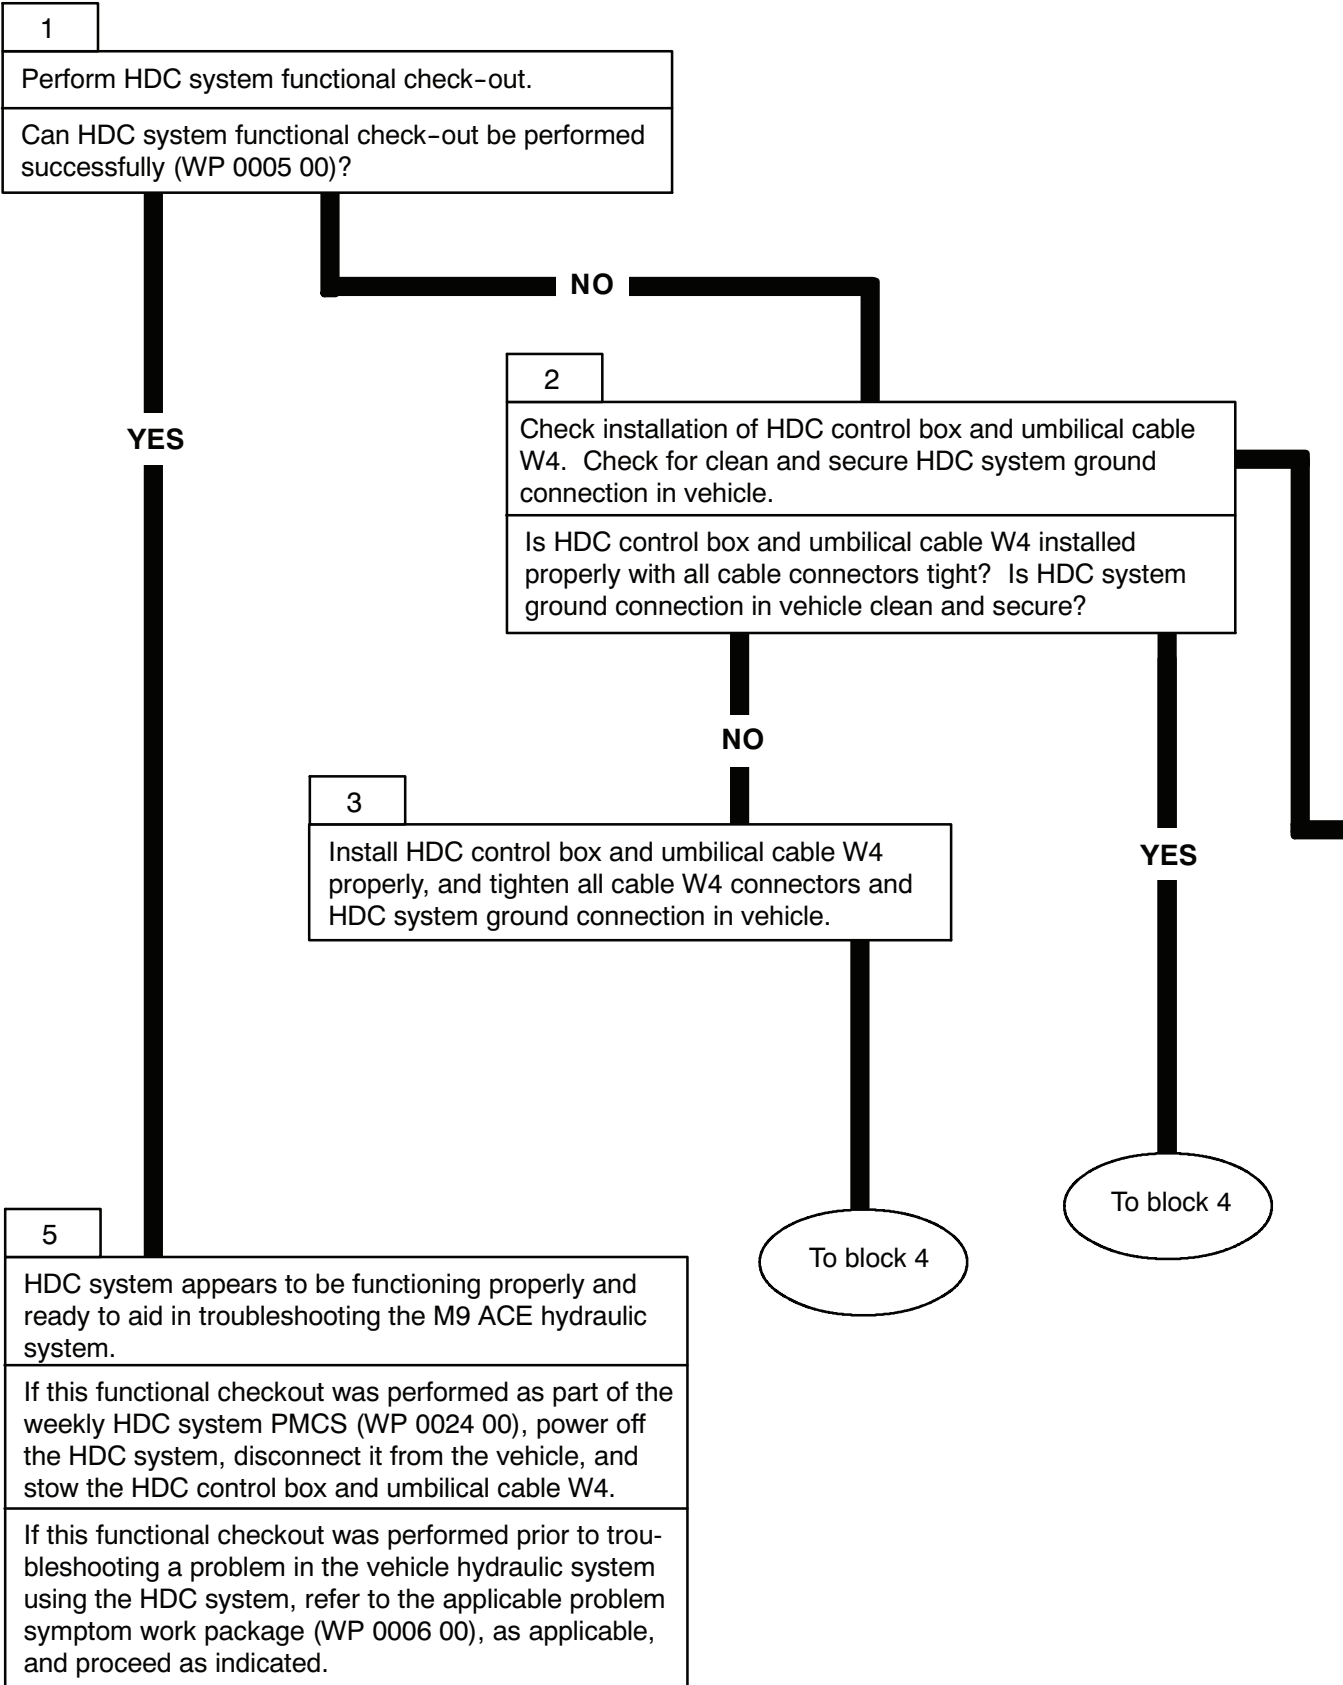 1
Perform HDC system functional check-out.
Can HDC system functional check-out be performed
successfully (WP 0005 00)?
NO
YES
2
Check installation of HDC control box and umbilical cable
W4. Check for clean and secure HDC system ground
connection in vehicle.
Is HDC control box and umbilical cable W4 installed
properly with all cable connectors tight? Is HDC system
ground connection in vehicle clean and secure?
NO
YES
3
Install HDC control box and umbilical cable W4
properly, and tighten all cable W4 connectors and
HDC system ground connection in vehicle.
To block 4
To block 4
5
HDC system appears to be functioning properly and
ready to aid in troubleshooting the M9 ACE hydraulic
system.
If this functional checkout was performed as part of the
weekly HDC system PMCS (WP 0024 00), power off
the HDC system, disconnect it from the vehicle, and
stow the HDC control box and umbilical cable W4.
If this functional checkout was performed prior to trou-
bleshooting a problem in the vehicle hydraulic system
using the HDC system, refer to the applicable problem
symptom work package (WP 0006 00), as applicable,
and proceed as indicated.